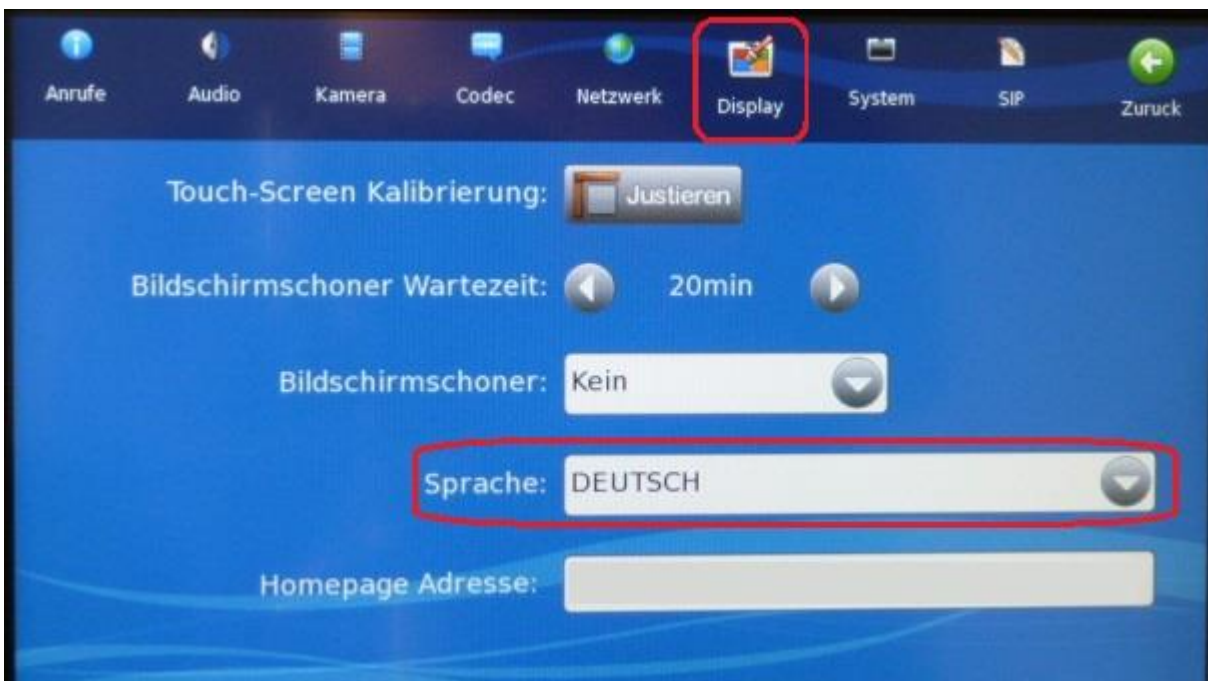 Anrufe Audio Kamera Codec Netzwerk Display System SIP Zuruck
Touch-Screen Kalibrierung: Justieren
Bildschirmschoner Wartezeit: 20min
Bildschirmschoner: Kein
Sprache: DEUTSCH
Homepage Adresse: